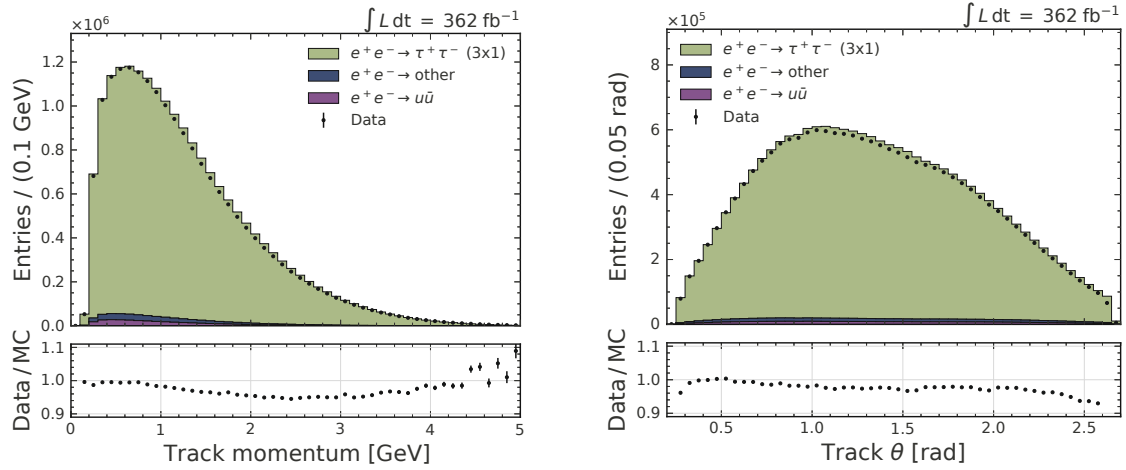 ×10⁶
∫ L dt = 362 fb⁻¹
e⁺e⁻→ τ⁺τ⁻ (3x1)
e⁺e⁻→ other
e⁺e⁻→ uū
Data
Entries / (0.1 GeV)
1.2
1.0
0.8
0.6
0.4
0.2
0.0
Data / MC
1.1
1.0
0.9
0
1
2
3
4
5
Track momentum [GeV]
×10⁵
∫ L dt = 362 fb⁻¹
e⁺e⁻→ τ⁺τ⁻ (3x1)
e⁺e⁻→ other
e⁺e⁻→ uū
Data
Entries / (0.05 rad)
8
6
4
2
0
Data / MC
1.1
1.0
0.9
0.5
1.0
1.5
2.0
2.5
Track θ [rad]